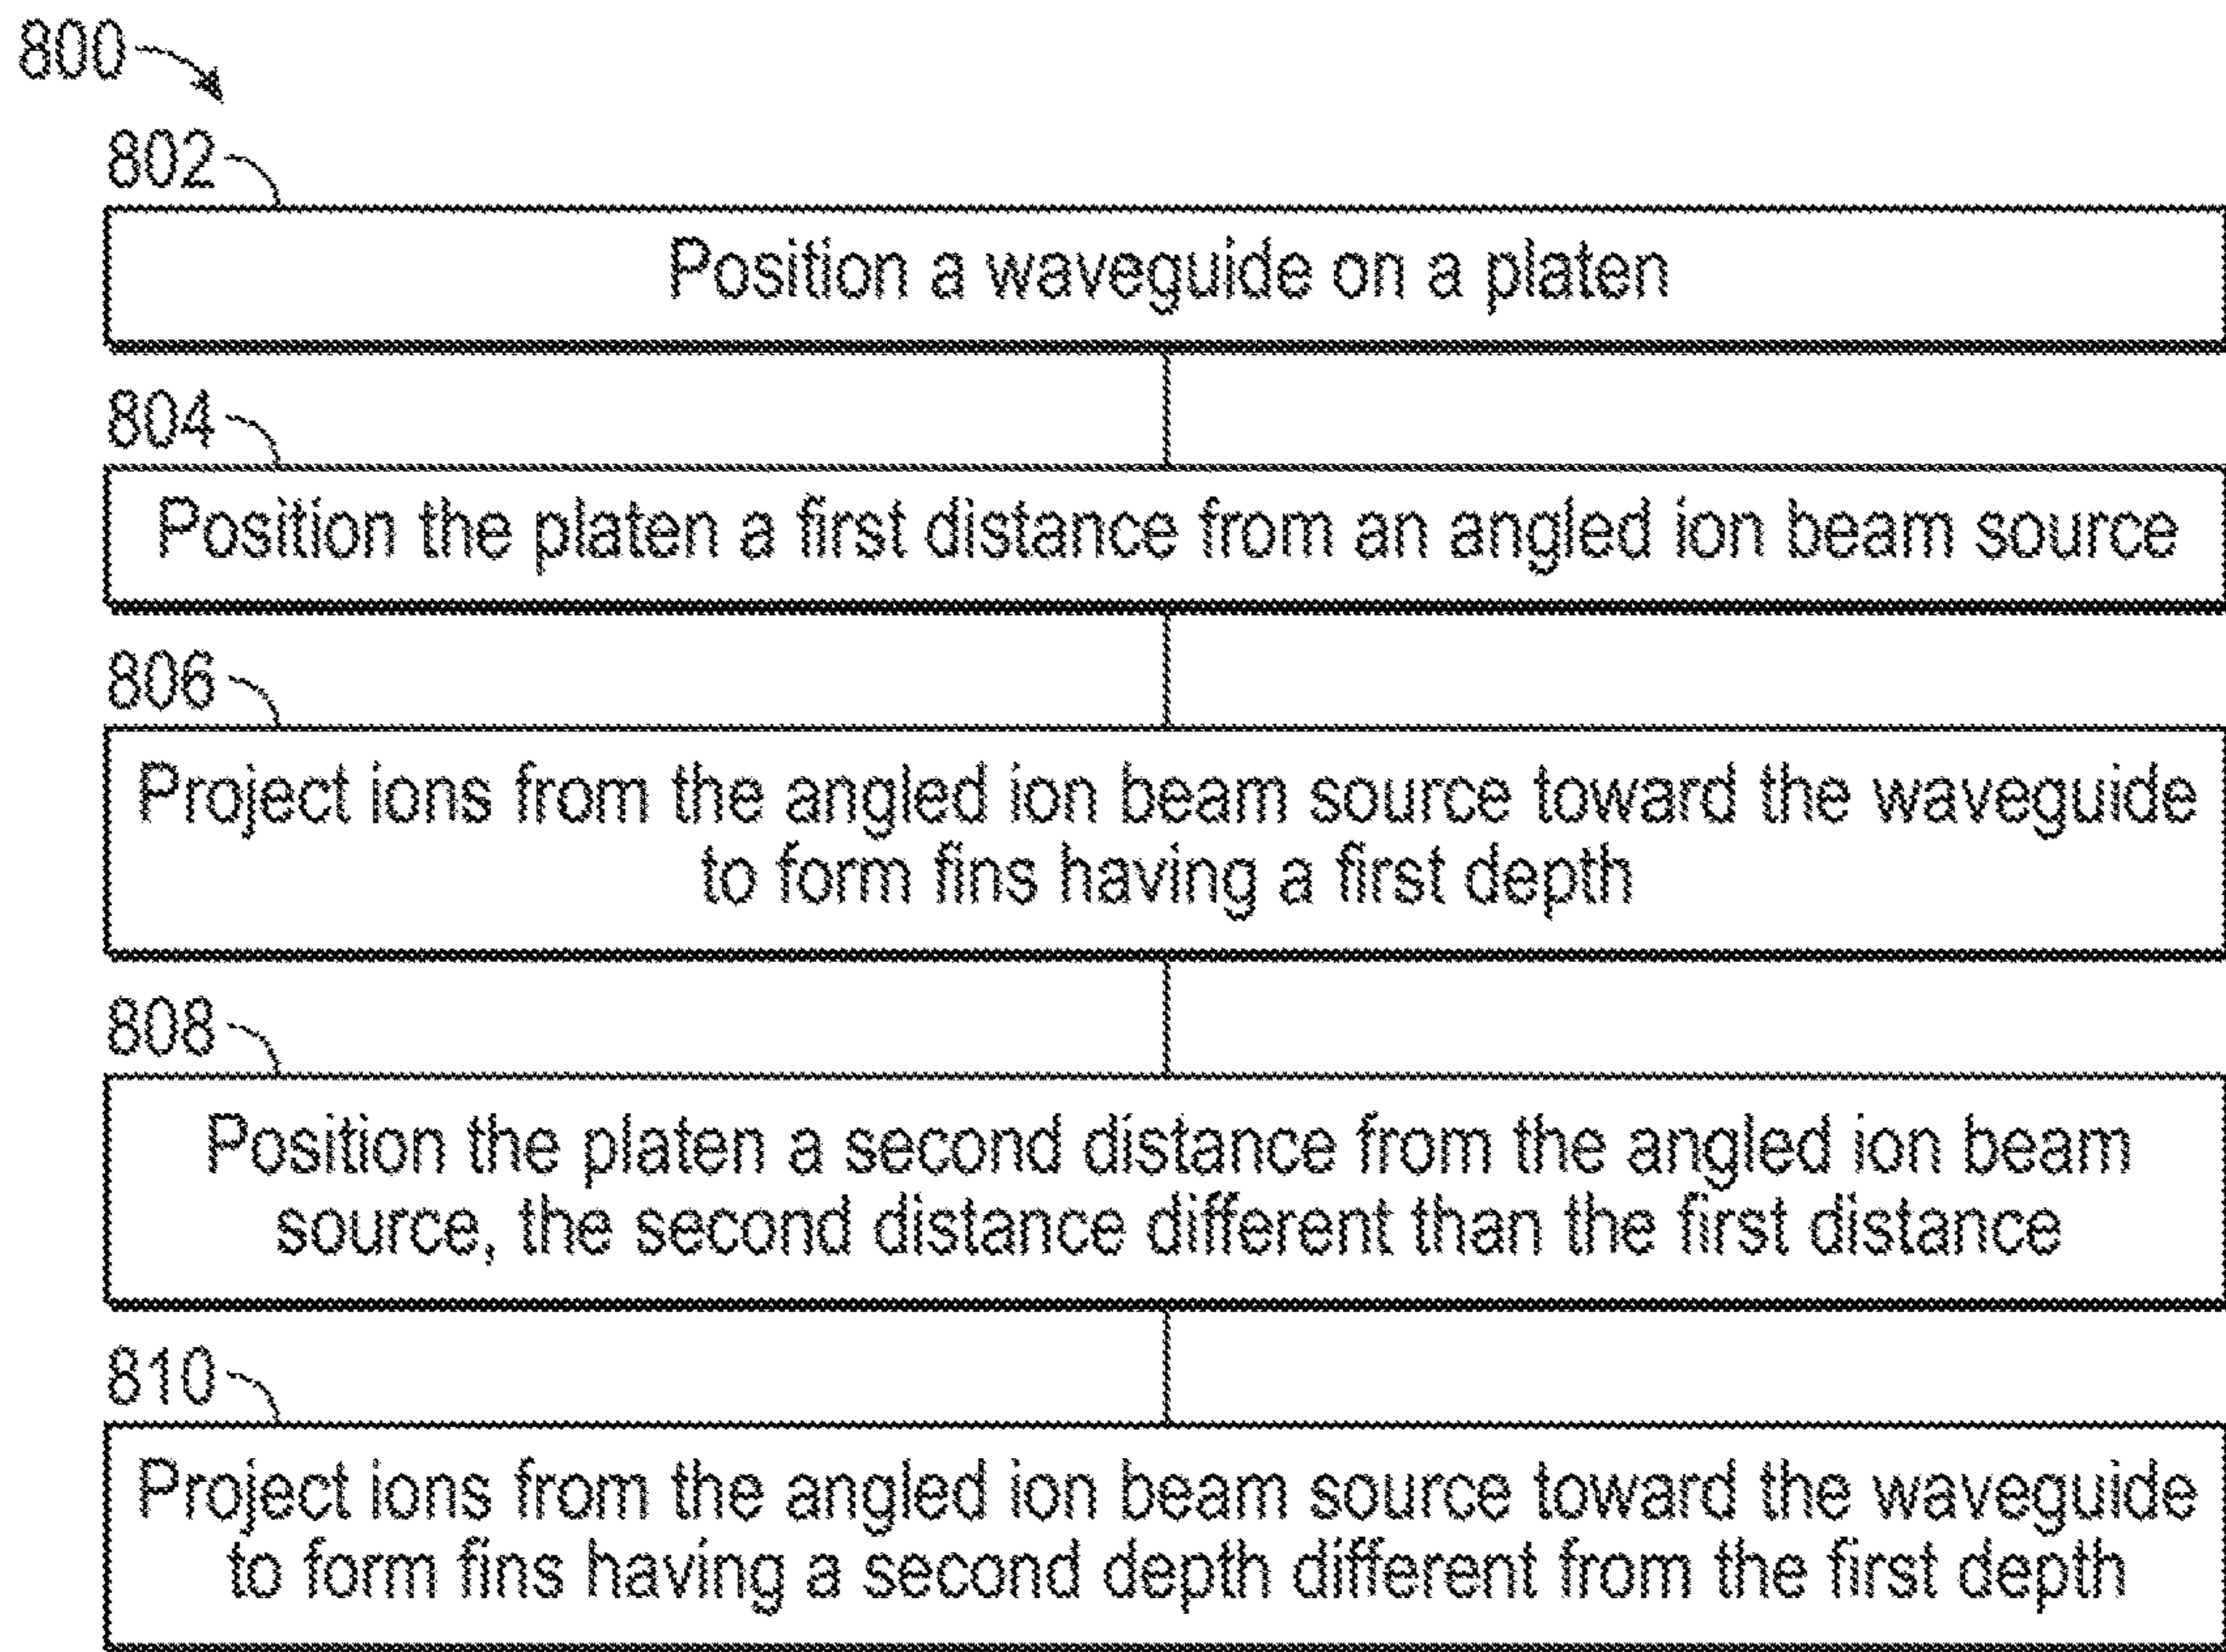 800
802
Position a waveguide on a platen
804
Position the platen a first distance from an angled ion beam source
806
Project ions from the angled ion beam source toward the waveguide
to form fins having a first depth
808
Position the platen a second distance from the angled ion beam
source, the second distance different than the first distance
810
Project ions from the angled ion beam source toward the waveguide
to form fins having a second depth different from the first depth